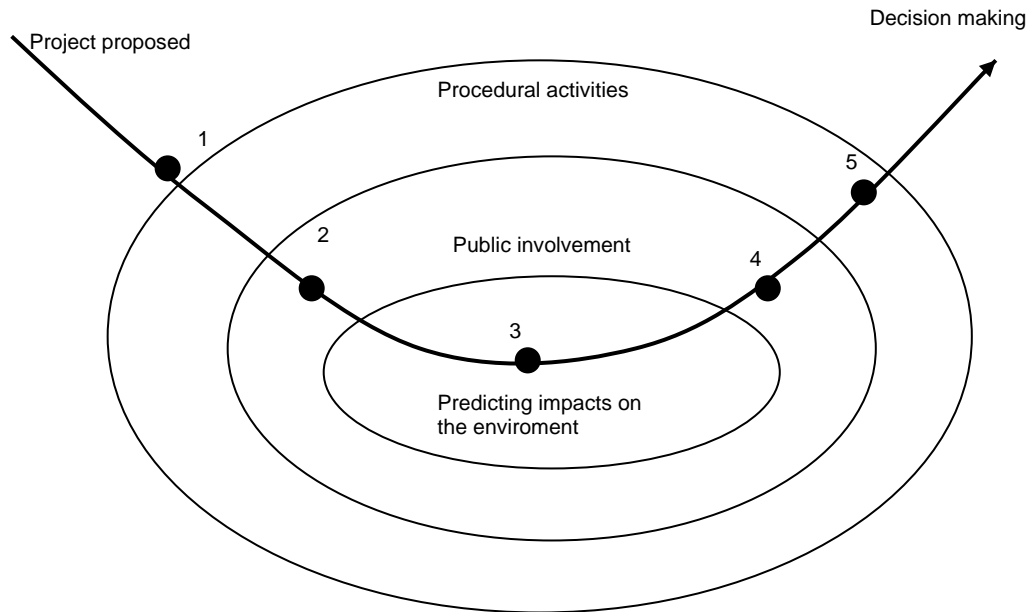 Decision making
Project proposed
Procedural activities
1
5
2
Public involvement
4
3
Predicting impacts on
the enviroment